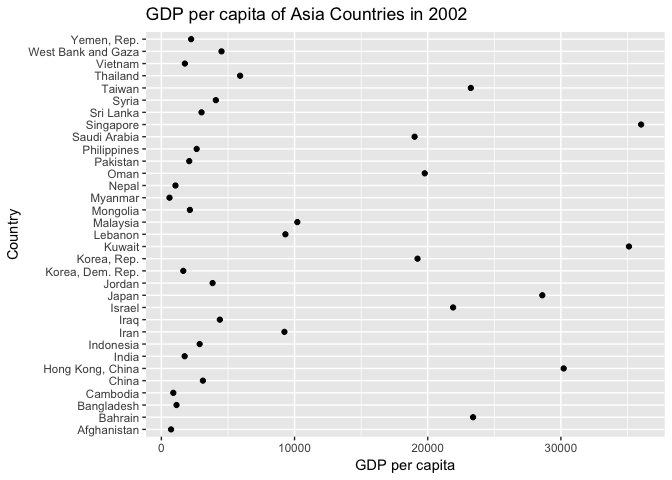 GDP per capita of Asia Countries in 2002
Country
Yemen, Rep.
West Bank and Gaza
Vietnam
Thailand
Taiwan
Syria
Sri Lanka
Singapore
Saudi Arabia
Philippines
Pakistan
Oman
Nepal
Myanmar
Mongolia
Malaysia
Lebanon
Kuwait
Korea, Rep.
Korea, Dem. Rep.
Jordan
Japan
Israel
Iraq
Iran
Indonesia
India
Hong Kong, China
China
Cambodia
Bangladesh
Bahrain
Afghanistan
0 10000 20000 30000
GDP per capita